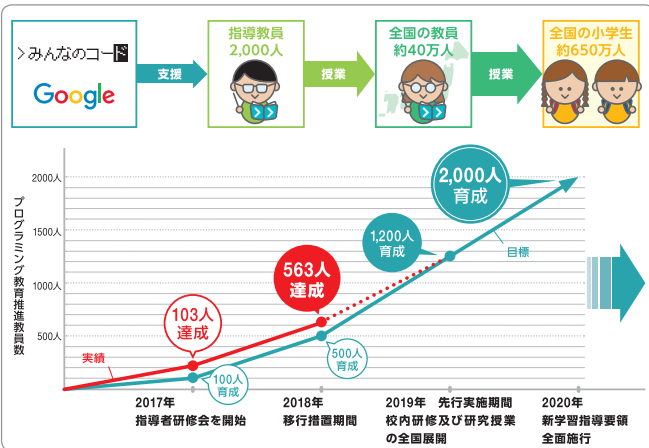 >みんなのコード
Google
支援
指導教員
2,000人
授業
全国の教員
約40万人
授業
全国の小学生
約650万人
プログラミング教育推進教員数
2000人
1500人
1000人
500人
2,000人
育成
1,200人
育成
目標
563人
達成
103人
達成
実績
100人
育成
500人
育成
2017年
指導者研修会を開始
2018年
移行措置期間
2019年 先行実施期間
校内研修及び研究授業
の全国展開
2020年
新学習指導要領
全面施行